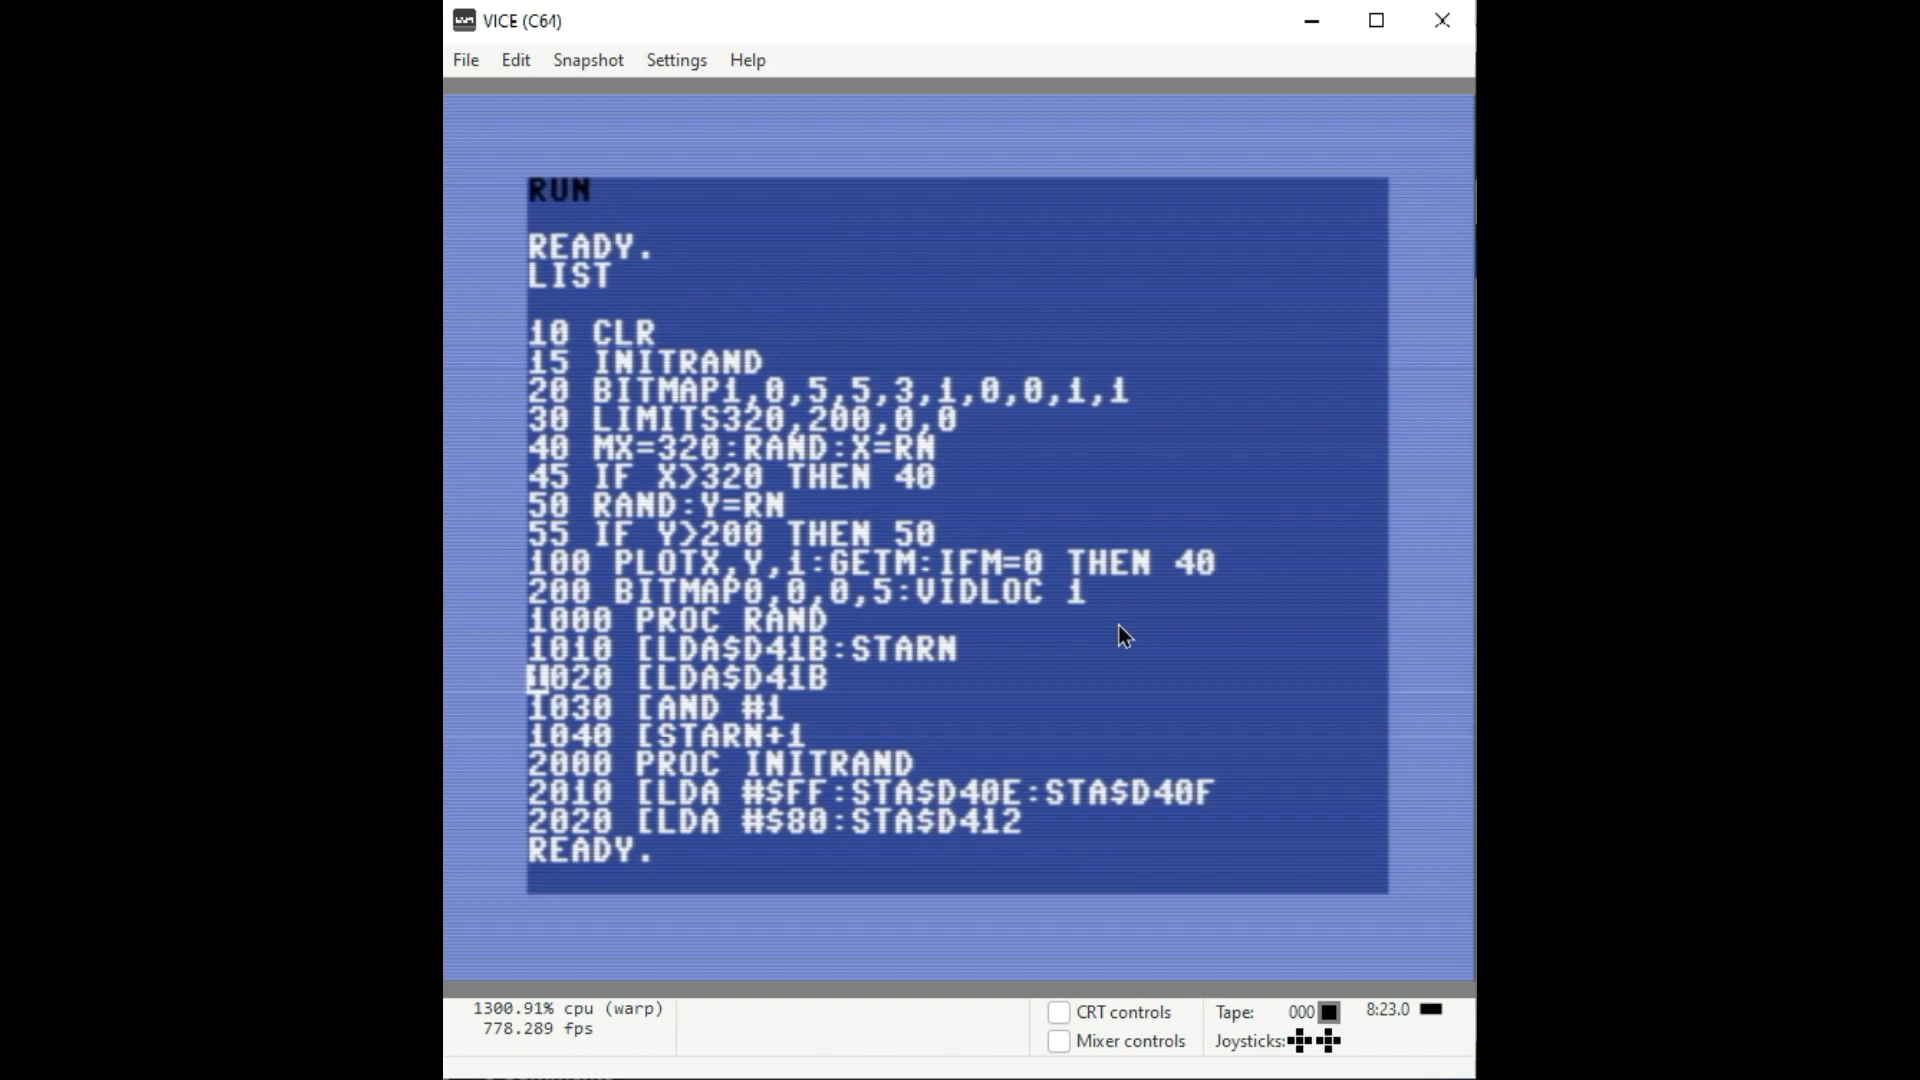 VICE (C64)
File Edit Snapshot Settings Help
RUN
READY.
LIST
10 CLR
15 INITRAND
20 BITMAP1,0,5,5,3,1,0,0,1,1
30 LIMITS320,200,0,0
40 MX=320:RAND:X=RN
45 IF X>320 THEN 40
50 RAND:Y=RN
55 IF Y>200 THEN 50
100 PLOTX,Y,1:GETM:IFM=0 THEN 40
200 BITMAP0,0,0,5:VIDLOC 1
1000 PROC RAND
1010 [LDA$D41B:STARN
1020 [LDA$D41B
1030 [AND #1
1040 [STARN+1
2000 PROC INITRAND
2010 [LDA #$FF:STA$D40E:STA$D40F
2020 [LDA #$80:STA$D412
READY.
1300.91% cpu (warp)
778.289 fps
CRT controls
Mixer controls
Tape: 000
Joysticks:
8:23.0